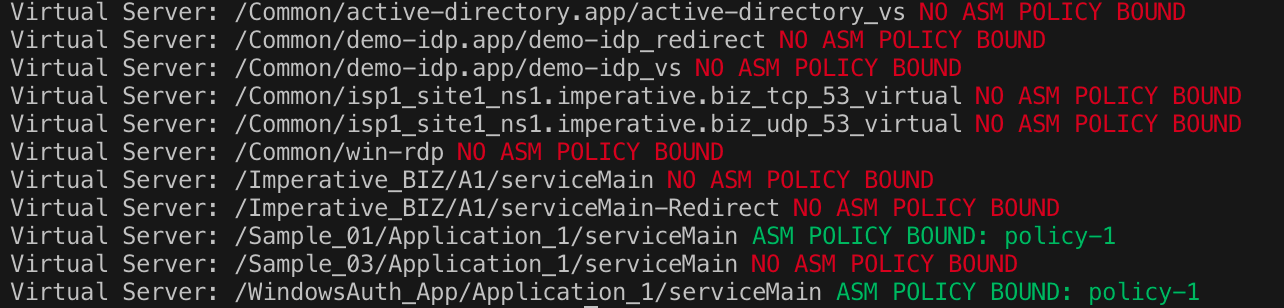 Virtual Server: /Common/active-directory.app/active-directory_vs NO ASM POLICY BOUND
Virtual Server: /Common/demo-idp.app/demo-idp_redirect NO ASM POLICY BOUND
Virtual Server: /Common/demo-idp.app/demo-idp_vs NO ASM POLICY BOUND
Virtual Server: /Common/isp1_site1_ns1.imperative.biz_tcp_53_virtual NO ASM POLICY BOUND
Virtual Server: /Common/isp1_site1_ns1.imperative.biz_udp_53_virtual NO ASM POLICY BOUND
Virtual Server: /Common/win-rdp NO ASM POLICY BOUND
Virtual Server: /Imperative_BIZ/A1/serviceMain NO ASM POLICY BOUND
Virtual Server: /Imperative_BIZ/A1/serviceMain-Redirect NO ASM POLICY BOUND
Virtual Server: /Sample_01/Application_1/serviceMain ASM POLICY BOUND: policy-1
Virtual Server: /Sample_03/Application_1/serviceMain NO ASM POLICY BOUND
Virtual Server: /WindowsAuth_App/Application_1/serviceMain ASM POLICY BOUND: policy-1